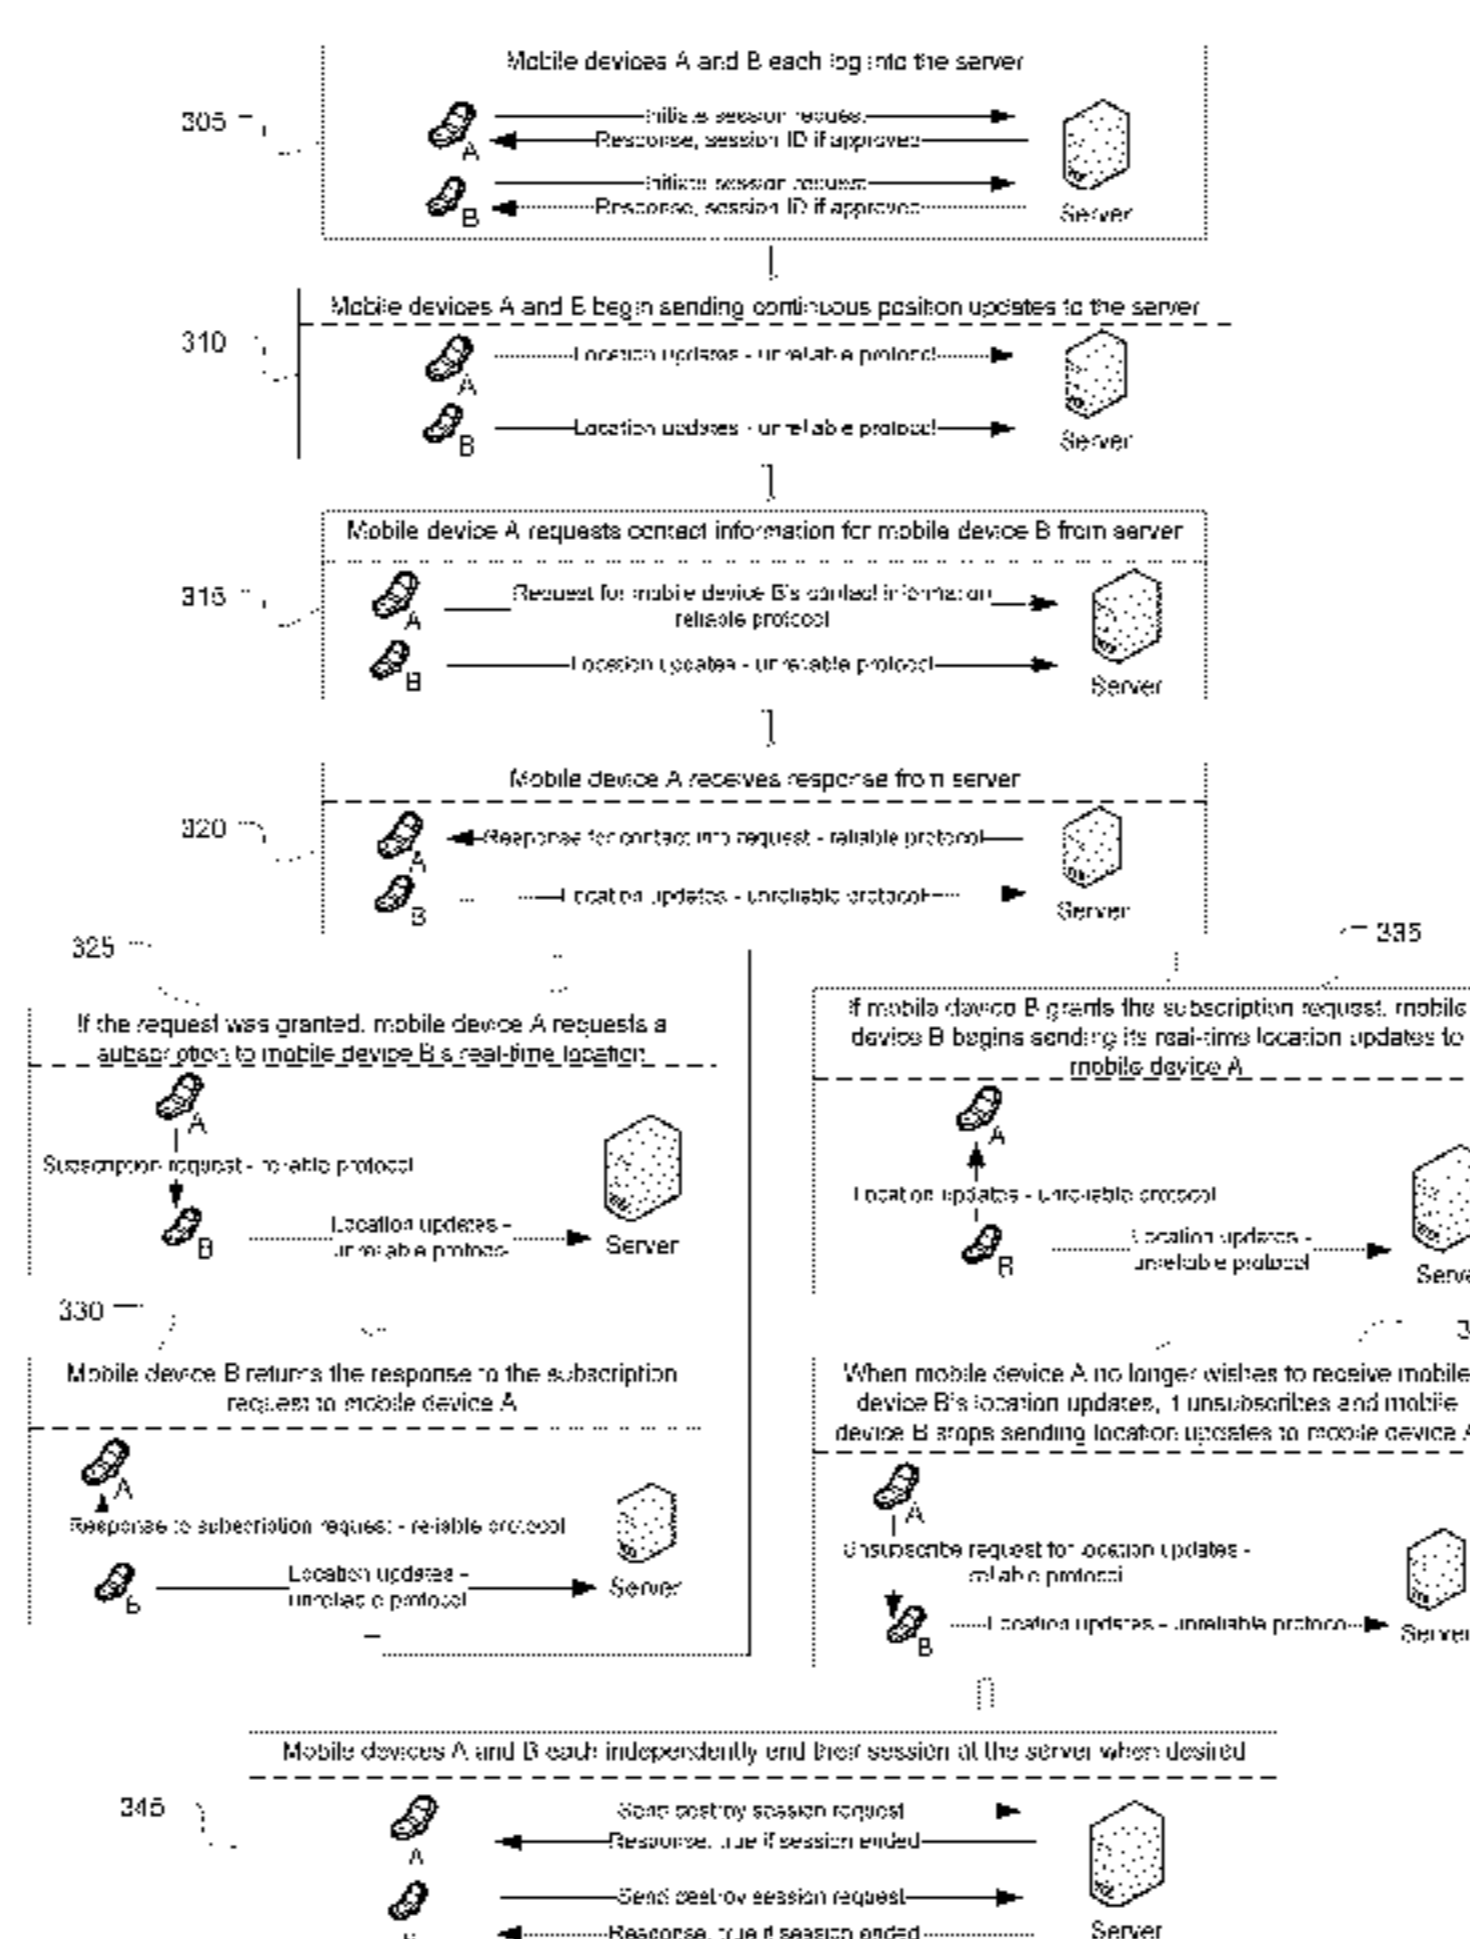 Mobile devices A and B each log into the server
305
Initiate session request
A
Response, session ID if approved
Initiate session request
B
Response, session ID if approved
Server
Mobile devices A and B begin sending continuous position updates to the server
310
Location updates - unreliable protocol
A
Location updates - unreliable protocol
B
Server
Mobile device A requests contact information for mobile device B from server
315
Request for mobile device B's contact information
reliable protocol
A
Location updates - unreliable protocol
B
Server
Mobile device A receives response from server
320
Response for contact info request - reliable protocol
A
Location updates - unreliable protocol
B
Server
325
If the request was granted, mobile device A requests a
subscription to mobile device B's real-time location
A
Subscription request - reliable protocol
B
Location updates -
unreliable protocol
Server
330
Mobile device B returns the response to the subscription
request to mobile device A
A
Response to subscription request - reliable protocol
B
Location updates -
unreliable protocol
Server
335
If mobile device B grants the subscription request, mobile
device B begins sending its real-time location updates to
mobile device A
A
Location updates - unreliable protocol
B
Location updates -
unreliable protocol
Serve
3
When mobile device A no longer wishes to receive mobile
device B's location updates, it unsubscribes and mobile
device B stops sending location updates to mobile device A
A
Unsubscribe request for location updates -
reliable protocol
B
Location updates - unreliable protocol
Server
Mobile devices A and B each independently end their session at the server when desired
345
Send destroy session request
A
Response, true if session ended
Send destroy session request
Response, true if session ended
Server